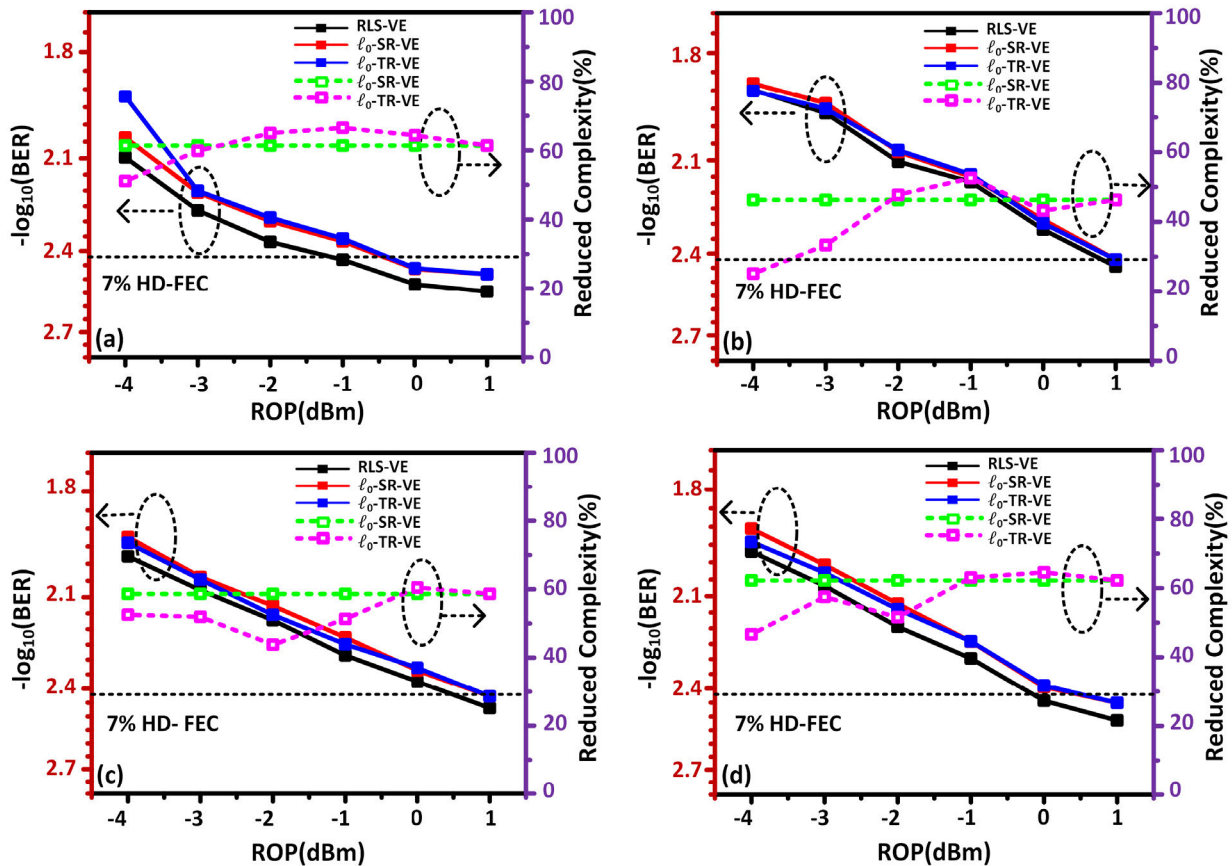 RLS-VE
ℓ₀-SR-VE
ℓ₀-TR-VE
ℓ₀-SR-VE
ℓ₀-TR-VE
-log₁₀(BER)
1.8
2.1
2.4
2.7
7% HD-FEC
(a)
-4 -3 -2 -1 0 1
ROP(dBm)
100
80
60
40
20
0
Reduced Complexity(%)
RLS-VE
ℓ₀-SR-VE
ℓ₀-TR-VE
ℓ₀-SR-VE
ℓ₀-TR-VE
-log₁₀(BER)
1.8
2.1
2.4
2.7
7% HD-FEC
(b)
-4 -3 -2 -1 0 1
ROP(dBm)
100
80
60
40
20
0
Reduced Complexity(%)
RLS-VE
ℓ₀-SR-VE
ℓ₀-TR-VE
ℓ₀-SR-VE
ℓ₀-TR-VE
-log₁₀(BER)
1.8
2.1
2.4
2.7
7% HD- FEC
(c)
-4 -3 -2 -1 0 1
ROP(dBm)
100
80
60
40
20
0
Reduced Complexity(%)
RLS-VE
ℓ₀-SR-VE
ℓ₀-TR-VE
ℓ₀-SR-VE
ℓ₀-TR-VE
-log₁₀(BER)
1.8
2.1
2.4
2.7
7% HD-FEC
(d)
-4 -3 -2 -1 0 1
ROP(dBm)
100
80
60
40
20
0
Reduced Complexity(%)